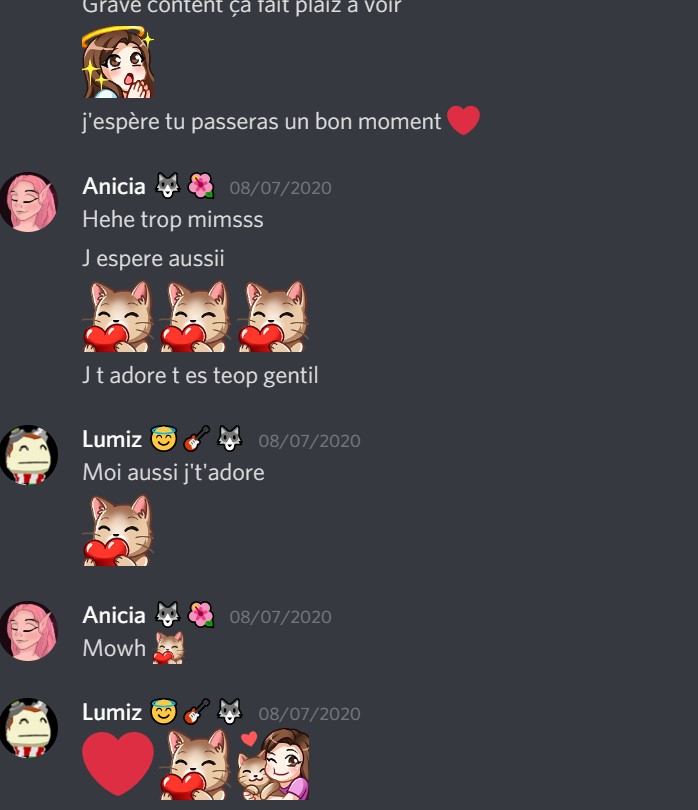 Grave content ça fait plaiz à voir
j'espère tu passeras un bon moment ❤️
Anicia 🐺 🌺 08/07/2020
Hehe trop mimsss
J espere aussii
J t adore t es teop gentil
Lumiz 😇 🎸 🐺 08/07/2020
Moi aussi j't'adore
Anicia 🐺 🌺 08/07/2020
Mowh
Lumiz 😇 🎸 🐺 08/07/2020
❤️